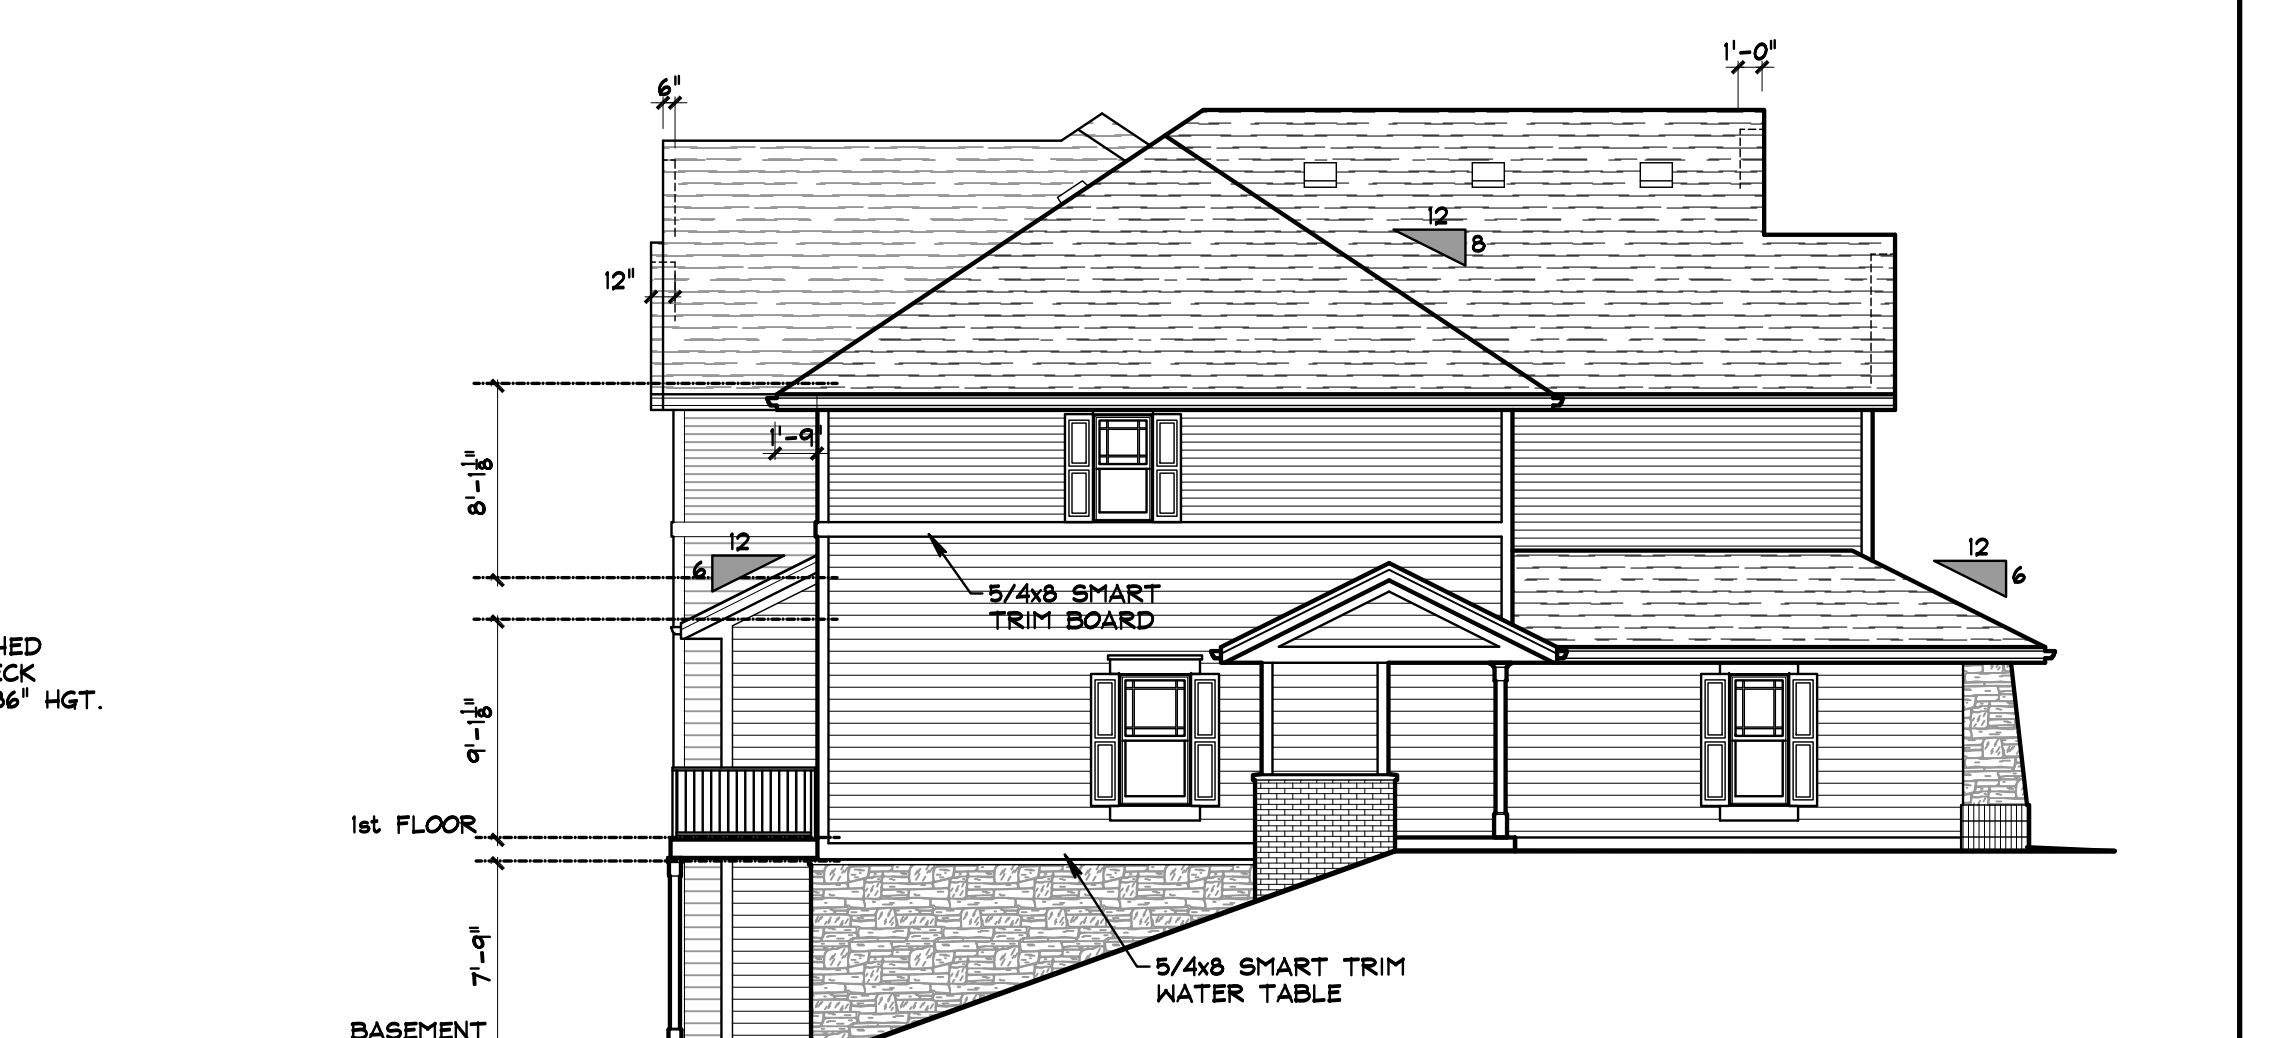 1'-0"
6"
12
8
12"
1'-9"
8'-1 1/8"
12
6
12
6
5/4x8 SMART
TRIM BOARD
ECK
36" HGT.
9'-1 1/8"
1st FLOOR
7'-9"
5/4x8 SMART TRIM
WATER TABLE
BASEMENT